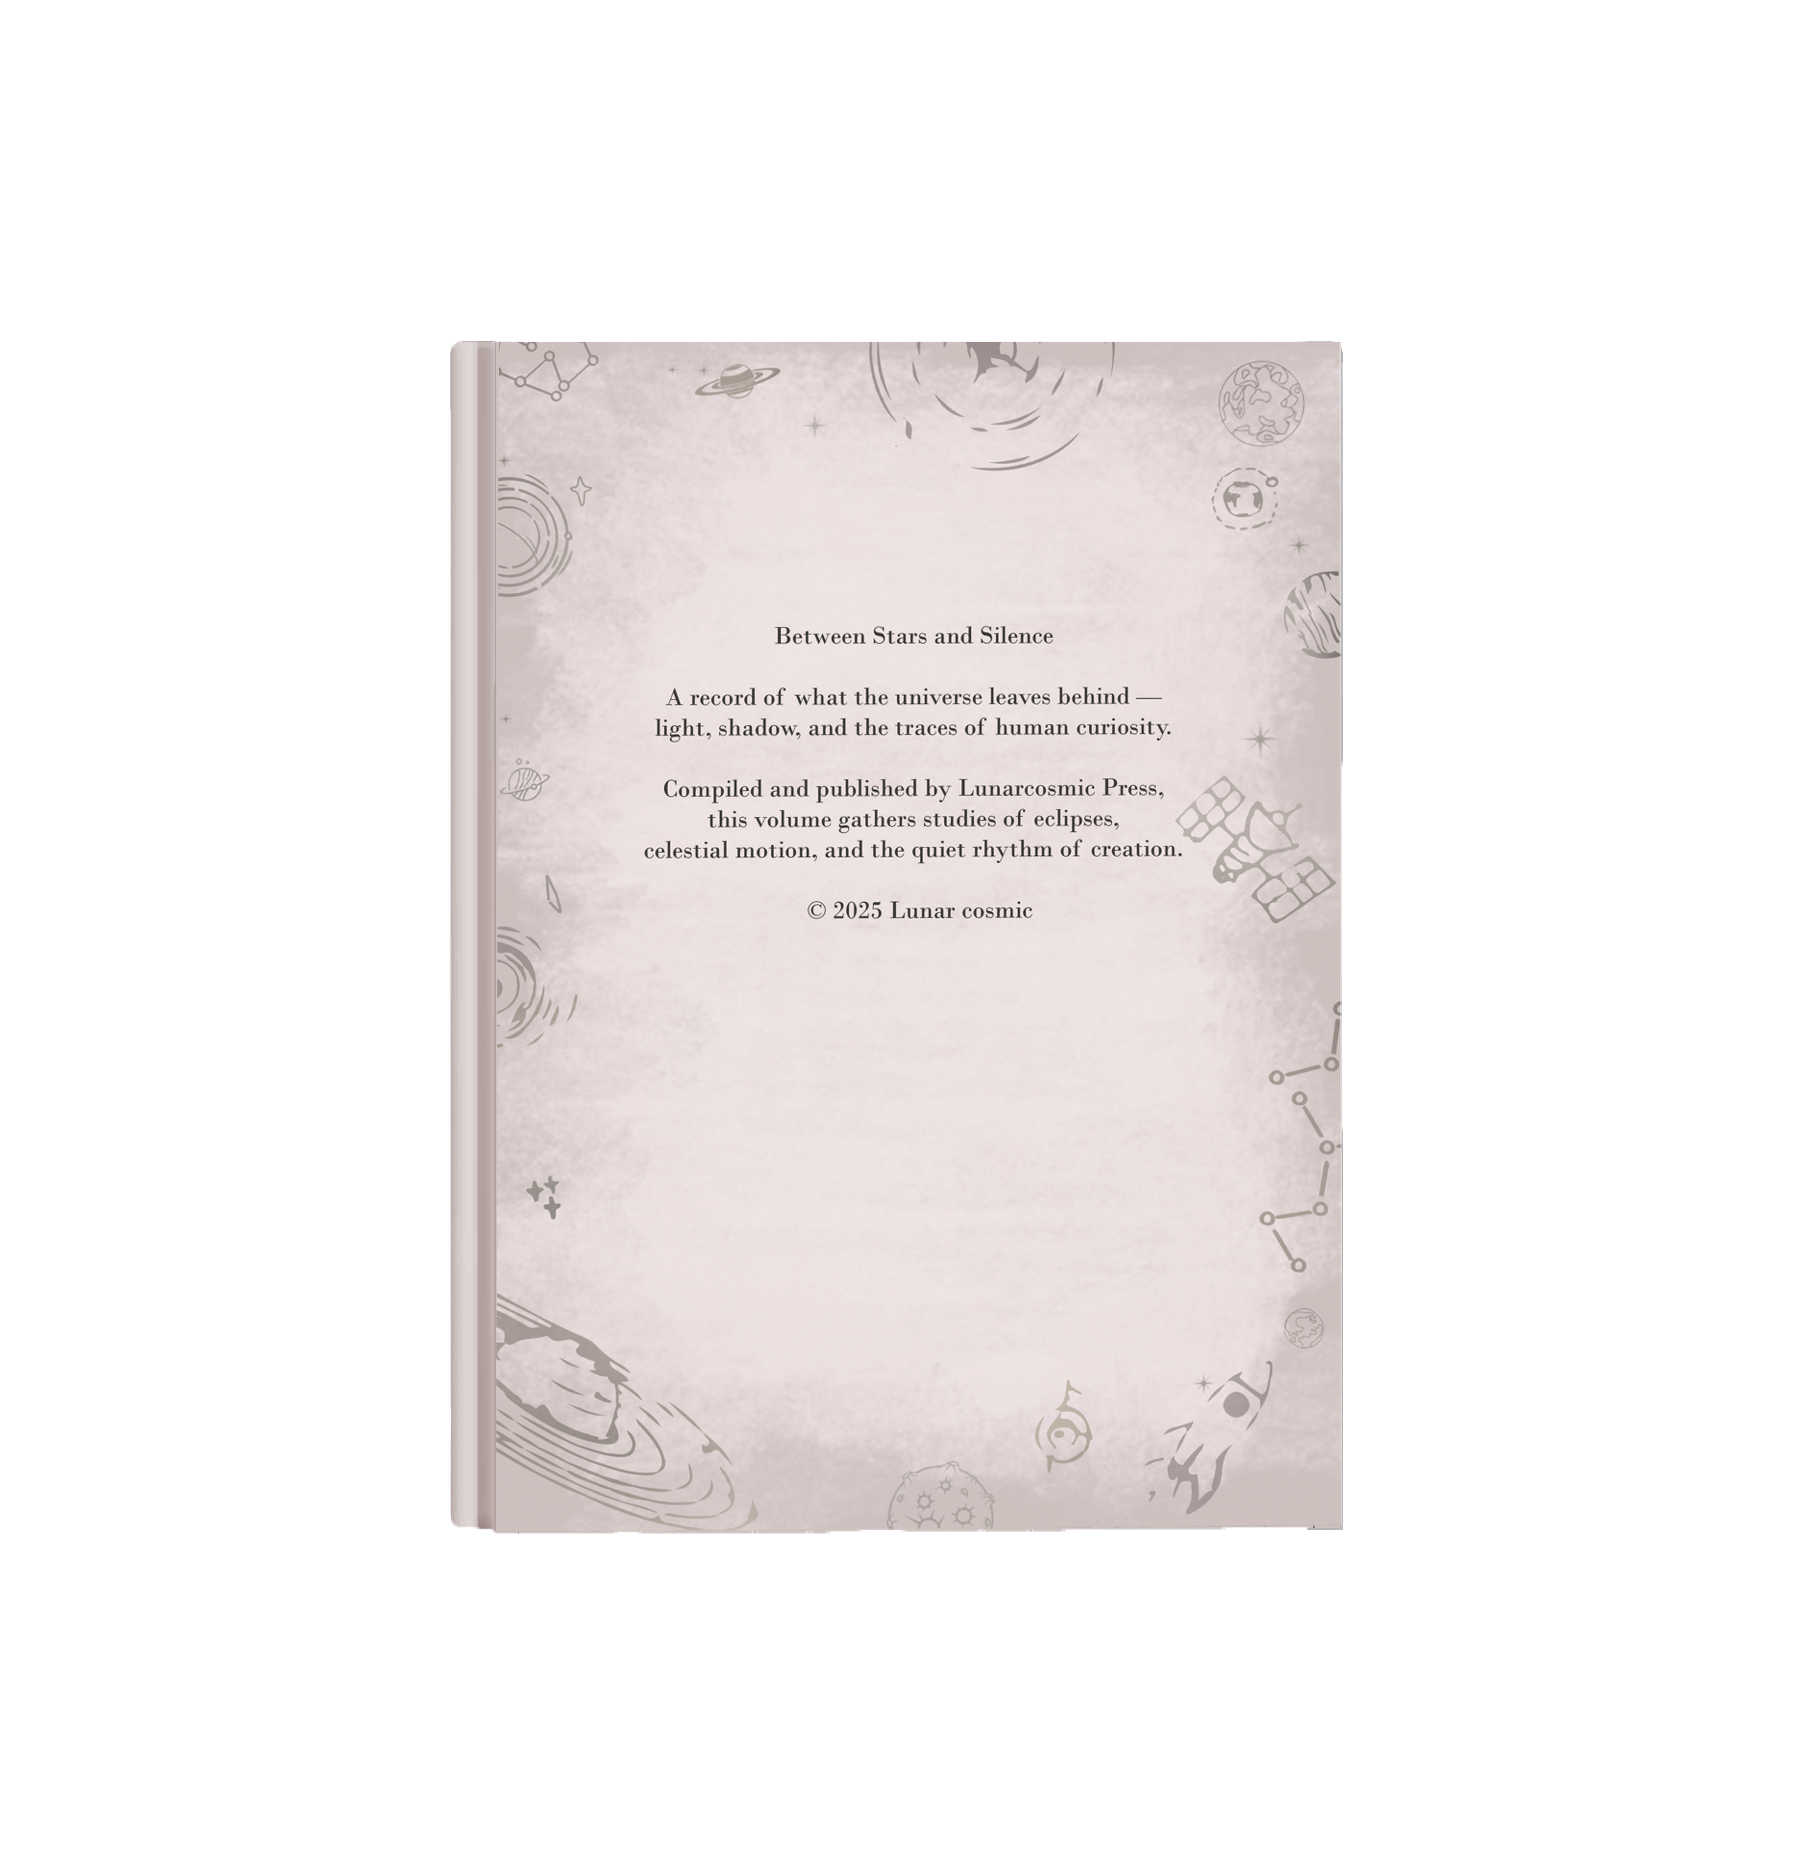 Between Stars and Silence
A record of what the universe leaves behind —
light, shadow, and the traces of human curiosity.
Compiled and published by Lunarcosmic Press,
this volume gathers studies of eclipses,
celestial motion, and the quiet rhythm of creation.
© 2025 Lunar cosmic